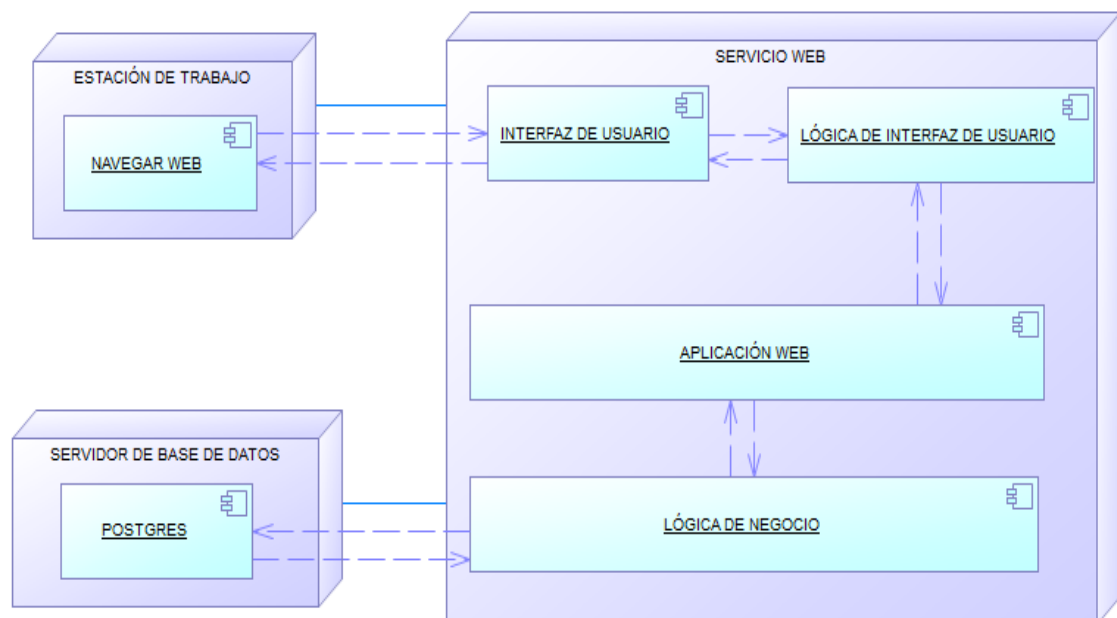 ESTACIÓN DE TRABAJO
NAVEGAR WEB
SERVICIO WEB
INTERFAZ DE USUARIO
LÓGICA DE INTERFAZ DE USUARIO
APLICACIÓN WEB
LÓGICA DE NEGOCIO
SERVIDOR DE BASE DE DATOS
POSTGRES